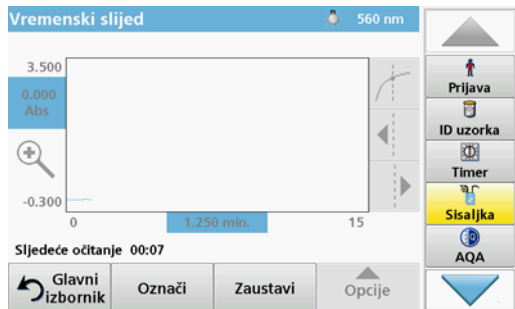 Vremenski slijed
560 nm
3.500
0.000
Abs
-0.300
0
1.250 min.
15
Sljedeće očitanje 00:07
Glavni
izbornik
Označi
Zaustavi
Opcije
Prijava
ID uzorka
Timer
Sisaljka
AQA